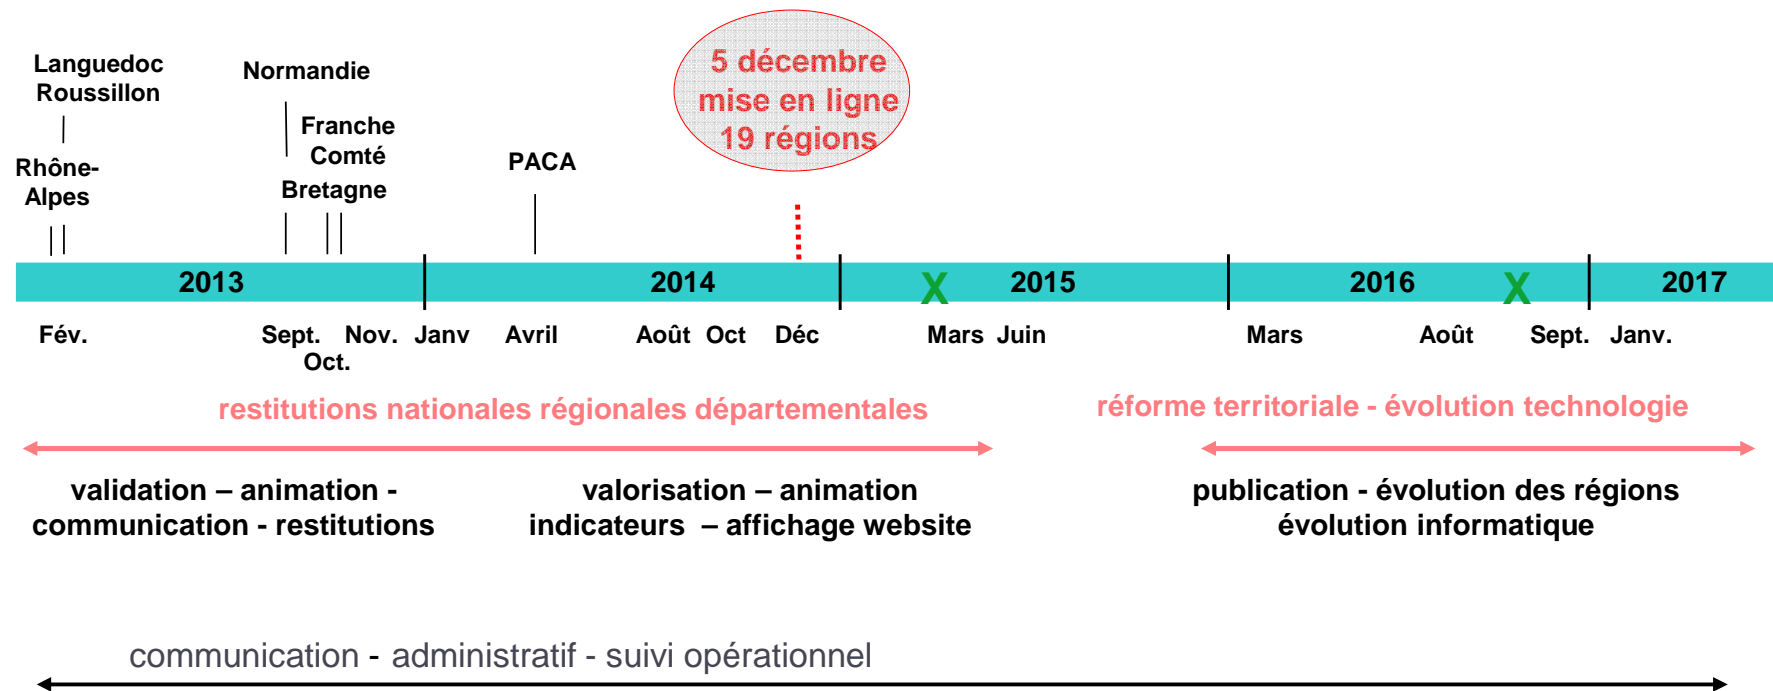 Languedoc
Roussillon
Rhône-
Alpes
Normandie
Franche
Comté
Bretagne
PACA
5 décembre
mise en ligne
19 régions
2013
2014
X
2015
2016
X
2017
Fév.
Sept.
Oct.
Nov.
Janv
Avril
Août
Oct
Déc
Mars
Juin
Mars
Août
Sept.
Janv.
restitutions nationales régionales départementales
réforme territoriale - évolution technologie
validation – animation -
communication - restitutions
valorisation – animation
indicateurs – affichage website
publication - évolution des régions
évolution informatique
communication - administratif - suivi opérationnel